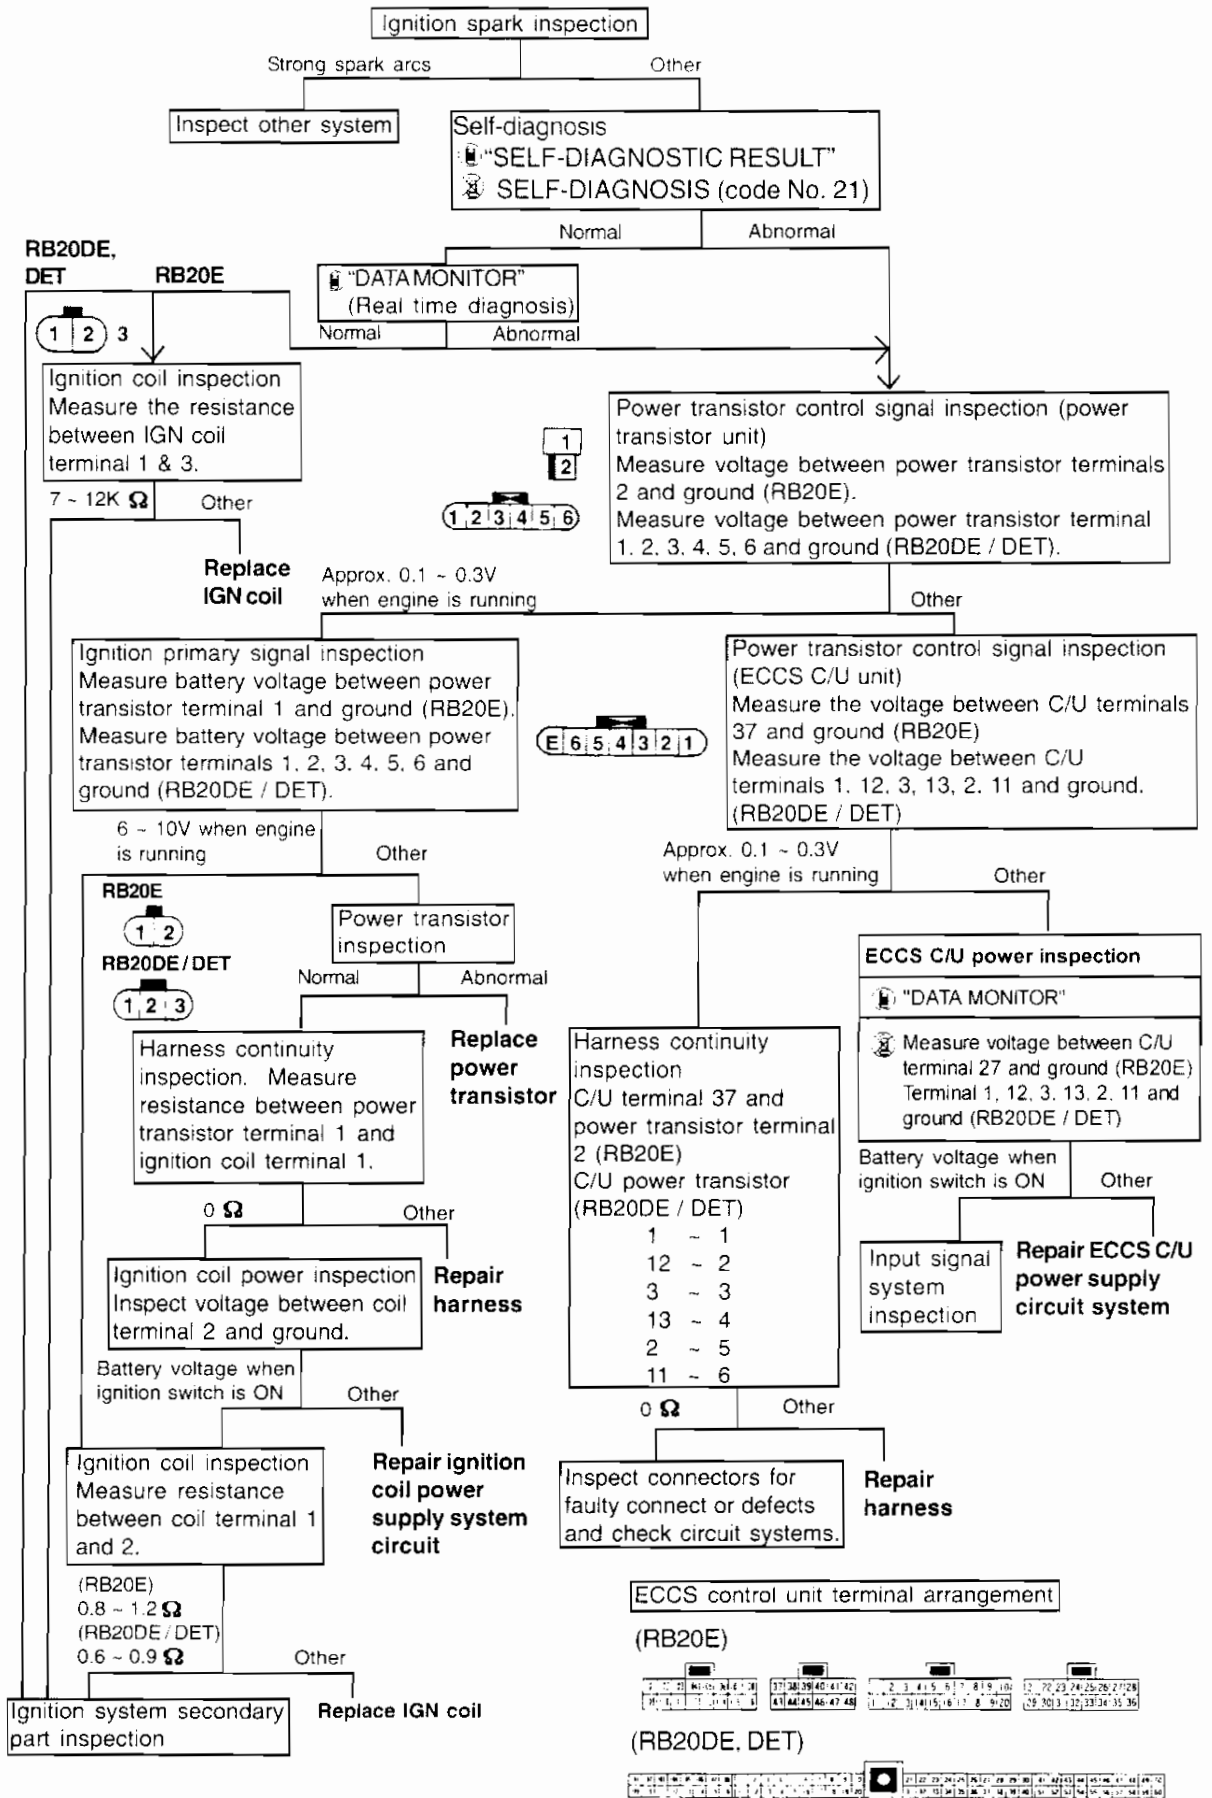 Ignition spark inspection
Strong spark arcs
Other
Inspect other system
Self-diagnosis
"SELF-DIAGNOSTIC RESULT"
SELF-DIAGNOSIS (code No. 21)
Normal
Abnormal
RB20DE,
DET
RB20E
"DATA MONITOR"
(Real time diagnosis)
Normal
Abnormal
1 2 3
Ignition coil inspection
Measure the resistance
between IGN coil
terminal 1 & 3.
7 ~ 12K Ω
Other
Replace
IGN coil
1
2
1 2 3 4 5 6
Power transistor control signal inspection (power
transistor unit)
Measure voltage between power transistor terminals
2 and ground (RB20E).
Measure voltage between power transistor terminal
1. 2, 3, 4, 5, 6 and ground (RB20DE / DET).
Approx. 0.1 ~ 0.3V
when engine is running
Other
Ignition primary signal inspection
Measure battery voltage between power
transistor terminal 1 and ground (RB20E).
Measure battery voltage between power
transistor terminals 1, 2, 3. 4, 5, 6 and
ground (RB20DE / DET).
E 6 5 4 3 2 1
Power transistor control signal inspection
(ECCS C/U unit)
Measure the voltage between C/U terminals
37 and ground (RB20E)
Measure the voltage between C/U
terminals 1. 12, 3, 13, 2. 11 and ground.
(RB20DE / DET)
6 ~ 10V when engine
is running
Other
Approx. 0.1 ~ 0.3V
when engine is running
Other
RB20E
1 2
RB20DE / DET
1 2 3
Power transistor
inspection
Normal
Abnormal
Replace
power
transistor
Harness continuity
inspection. Measure
resistance between power
transistor terminal 1 and
ignition coil terminal 1.
0 Ω
Other
Repair
harness
Ignition coil power inspection
Inspect voltage between coil
terminal 2 and ground.
Battery voltage when
ignition switch is ON
Other
Repair ignition
coil power
supply system
circuit
Ignition coil inspection
Measure resistance
between coil terminal 1
and 2.
(RB20E)
0.8 ~ 1.2 Ω
(RB20DE / DET)
0.6 ~ 0.9 Ω
Other
Replace IGN coil
Ignition system secondary
part inspection
Harness continuity
inspection
C/U terminal 37 and
power transistor terminal
2 (RB20E)
C/U power transistor
(RB20DE / DET)
1 ~ 1
12 ~ 2
3 ~ 3
13 ~ 4
2 ~ 5
11 ~ 6
0 Ω
Other
Inspect connectors for
faulty connect or defects
and check circuit systems.
Repair
harness
ECCS C/U power inspection
"DATA MONITOR"
Measure voltage between C/U
terminal 27 and ground (RB20E)
Terminal 1, 12, 3. 13, 2, 11 and
ground (RB20DE / DET)
Battery voltage when
ignition switch is ON
Other
Input signal
system
inspection
Repair ECCS C/U
power supply
circuit system
ECCS control unit terminal arrangement
(RB20E)
37 38 39 40 41 42
43 44 45 46 47 48
(RB20DE, DET)